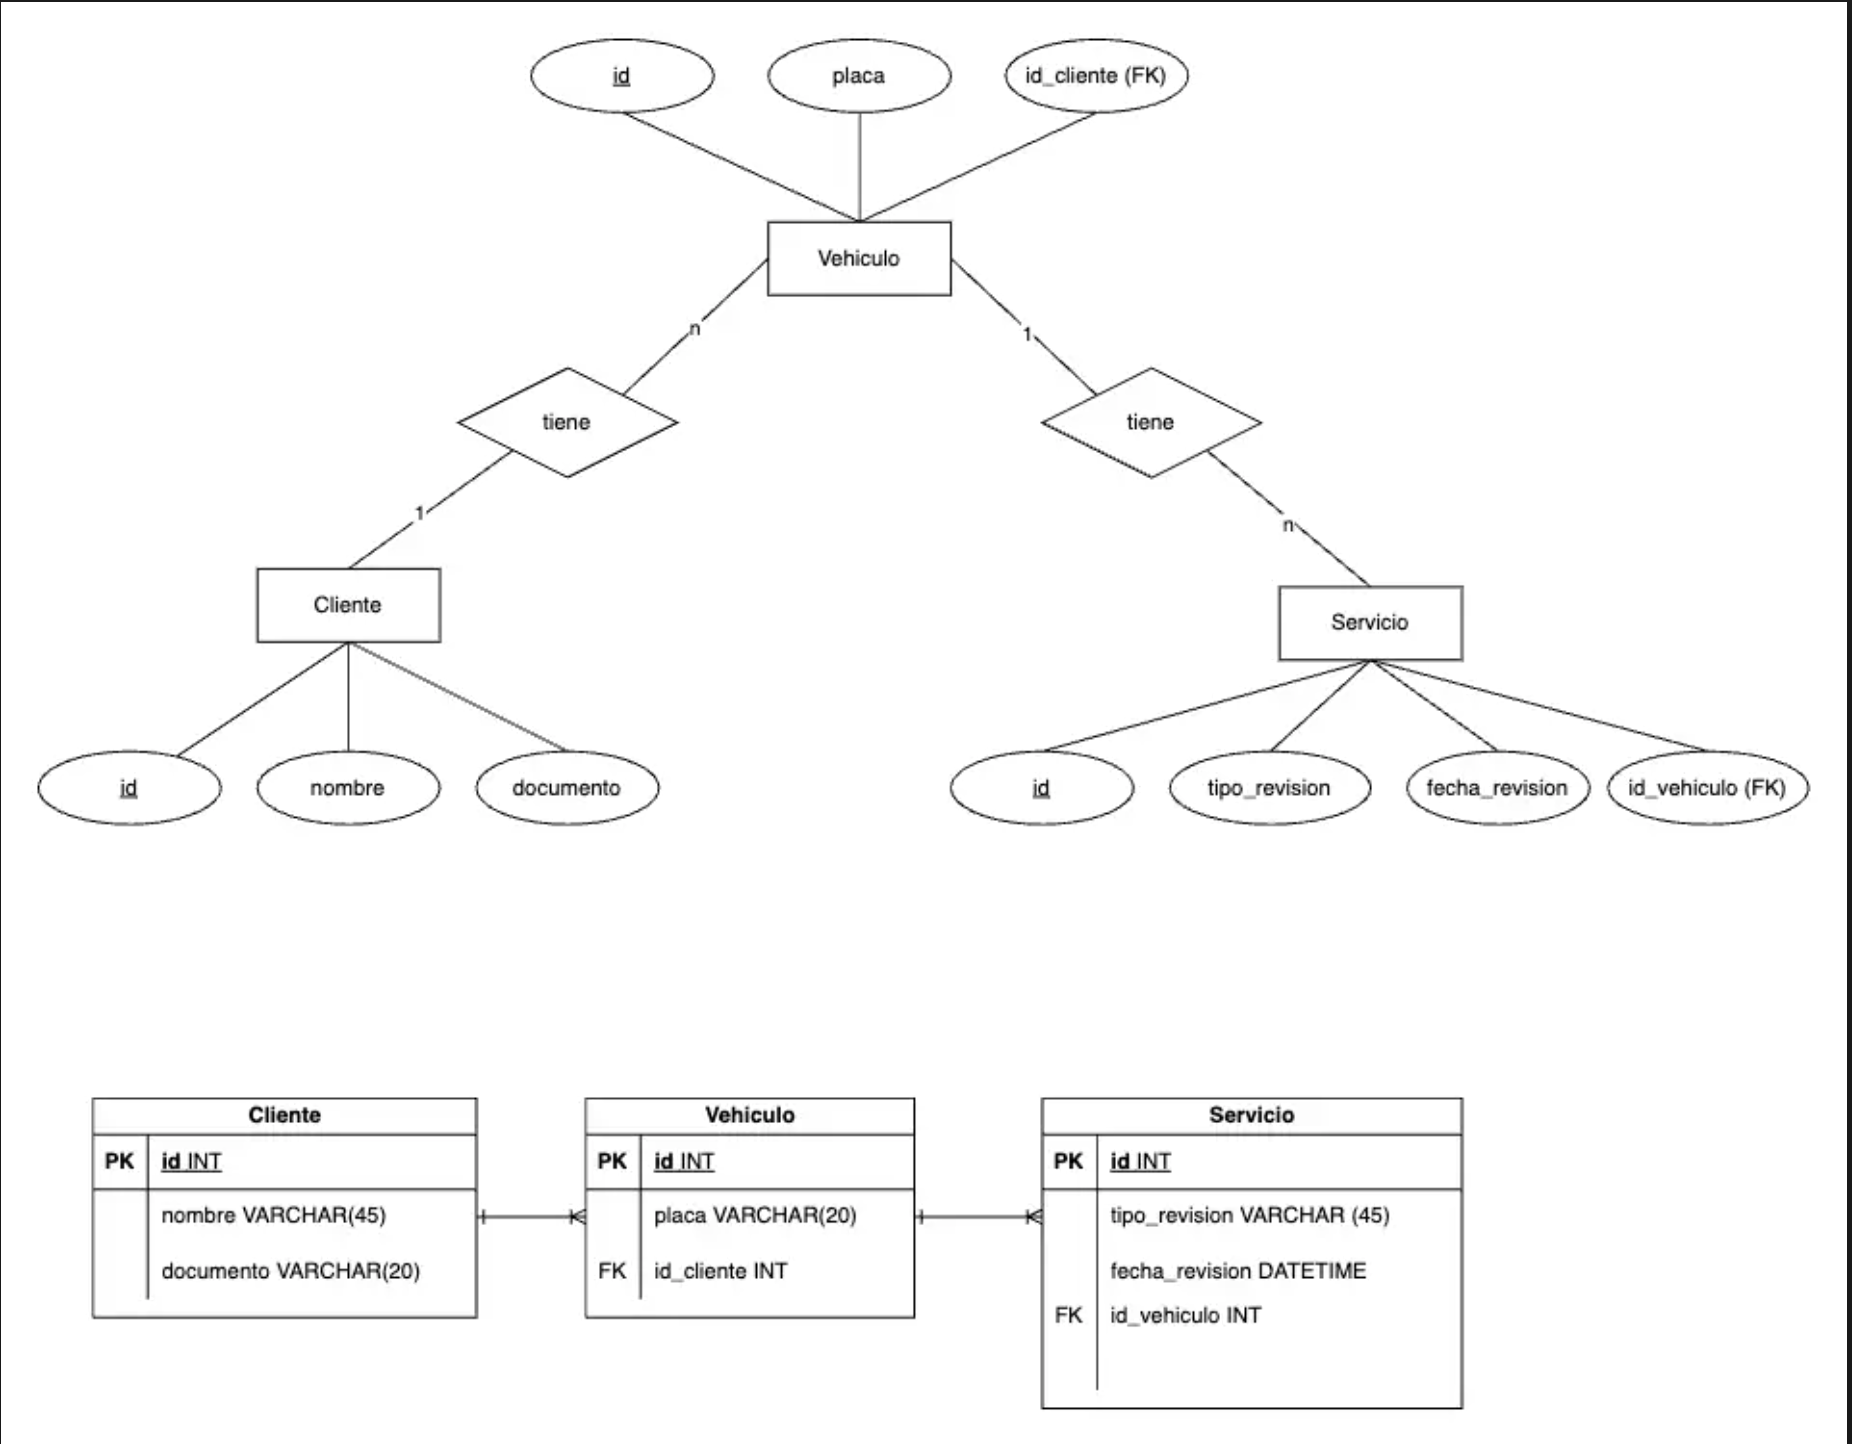 id
placa
id_cliente (FK)
Vehiculo
n
1
tiene
tiene
1
n
Cliente
Servicio
id
nombre
documento
id
tipo_revision
fecha_revision
id_vehiculo (FK)
Cliente
PK
id INT
nombre VARCHAR(45)
documento VARCHAR(20)
Vehiculo
PK
id INT
placa VARCHAR(20)
FK
id_cliente INT
Servicio
PK
id INT
tipo_revision VARCHAR (45)
fecha_revision DATETIME
FK
id_vehiculo INT